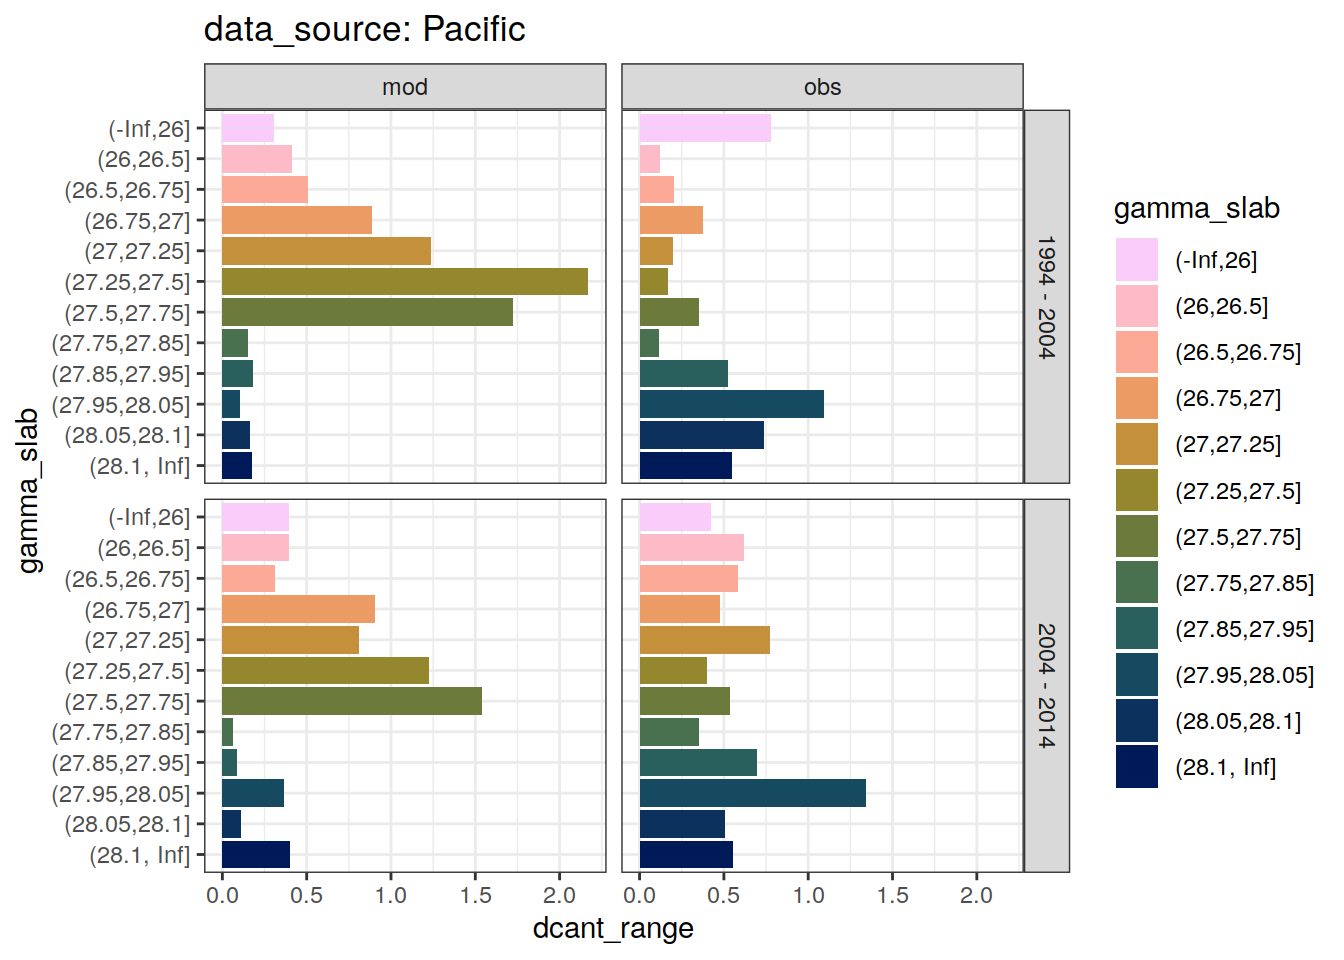 data_source: Pacific
mod
obs
(-Inf,26]
(26,26.5]
(26.5,26.75]
(26.75,27]
(27,27.25]
(27.25,27.5]
(27.5,27.75]
(27.75,27.85]
(27.85,27.95]
(27.95,28.05]
(28.05,28.1]
(28.1, Inf]
1994 - 2004
(-Inf,26]
(26,26.5]
(26.5,26.75]
(26.75,27]
(27,27.25]
(27.25,27.5]
(27.5,27.75]
(27.75,27.85]
(27.85,27.95]
(27.95,28.05]
(28.05,28.1]
(28.1, Inf]
2004 - 2014
gamma_slab
0.0 0.5 1.0 1.5 2.0
0.0 0.5 1.0 1.5 2.0
dcant_range
gamma_slab
(-Inf,26]
(26,26.5]
(26.5,26.75]
(26.75,27]
(27,27.25]
(27.25,27.5]
(27.5,27.75]
(27.75,27.85]
(27.85,27.95]
(27.95,28.05]
(28.05,28.1]
(28.1, Inf]